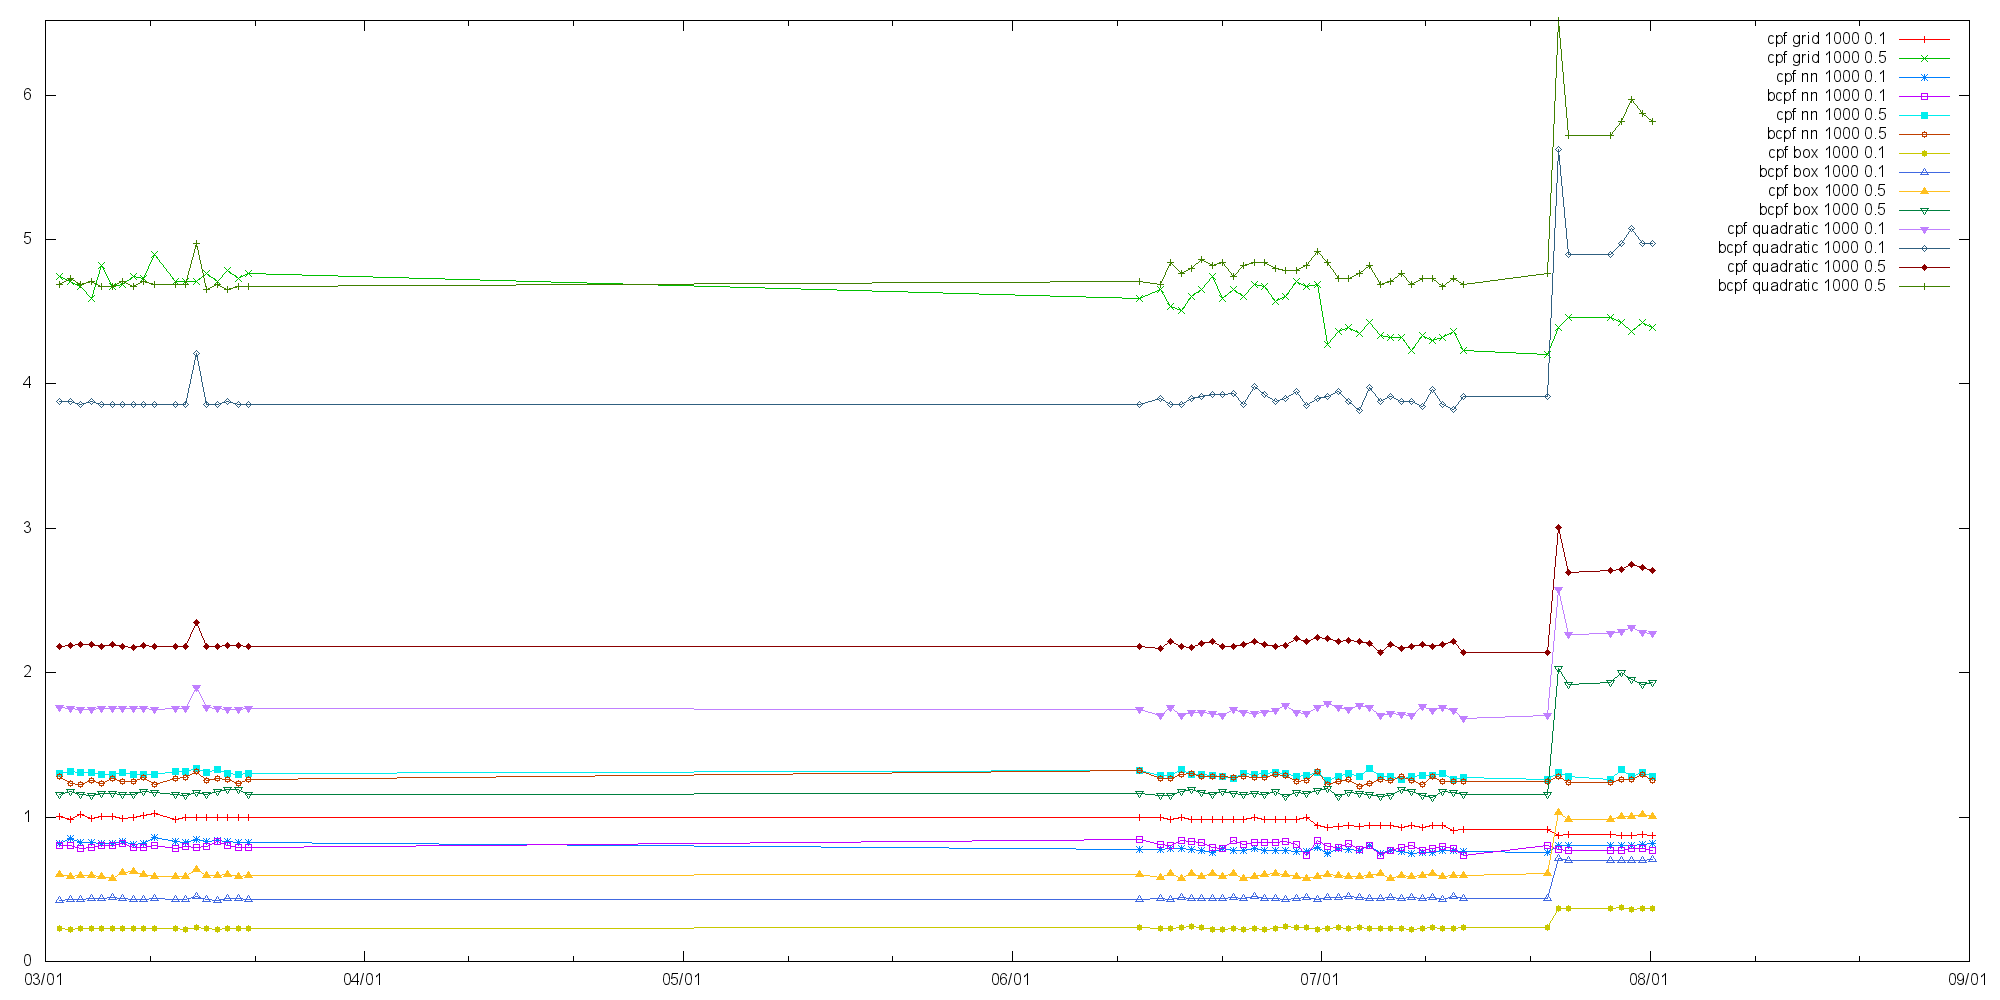 cpf grid 1000 0.1
cpf grid 1000 0.5
cpf nn 1000 0.1
bcpf nn 1000 0.1
cpf nn 1000 0.5
bcpf nn 1000 0.5
cpf box 1000 0.1
bcpf box 1000 0.1
cpf box 1000 0.5
bcpf box 1000 0.5
cpf quadratic 1000 0.1
bcpf quadratic 1000 0.1
cpf quadratic 1000 0.5
bcpf quadratic 1000 0.5
6
5
4
3
2
1
0
03/01 04/01 05/01 06/01 07/01 08/01 09/01